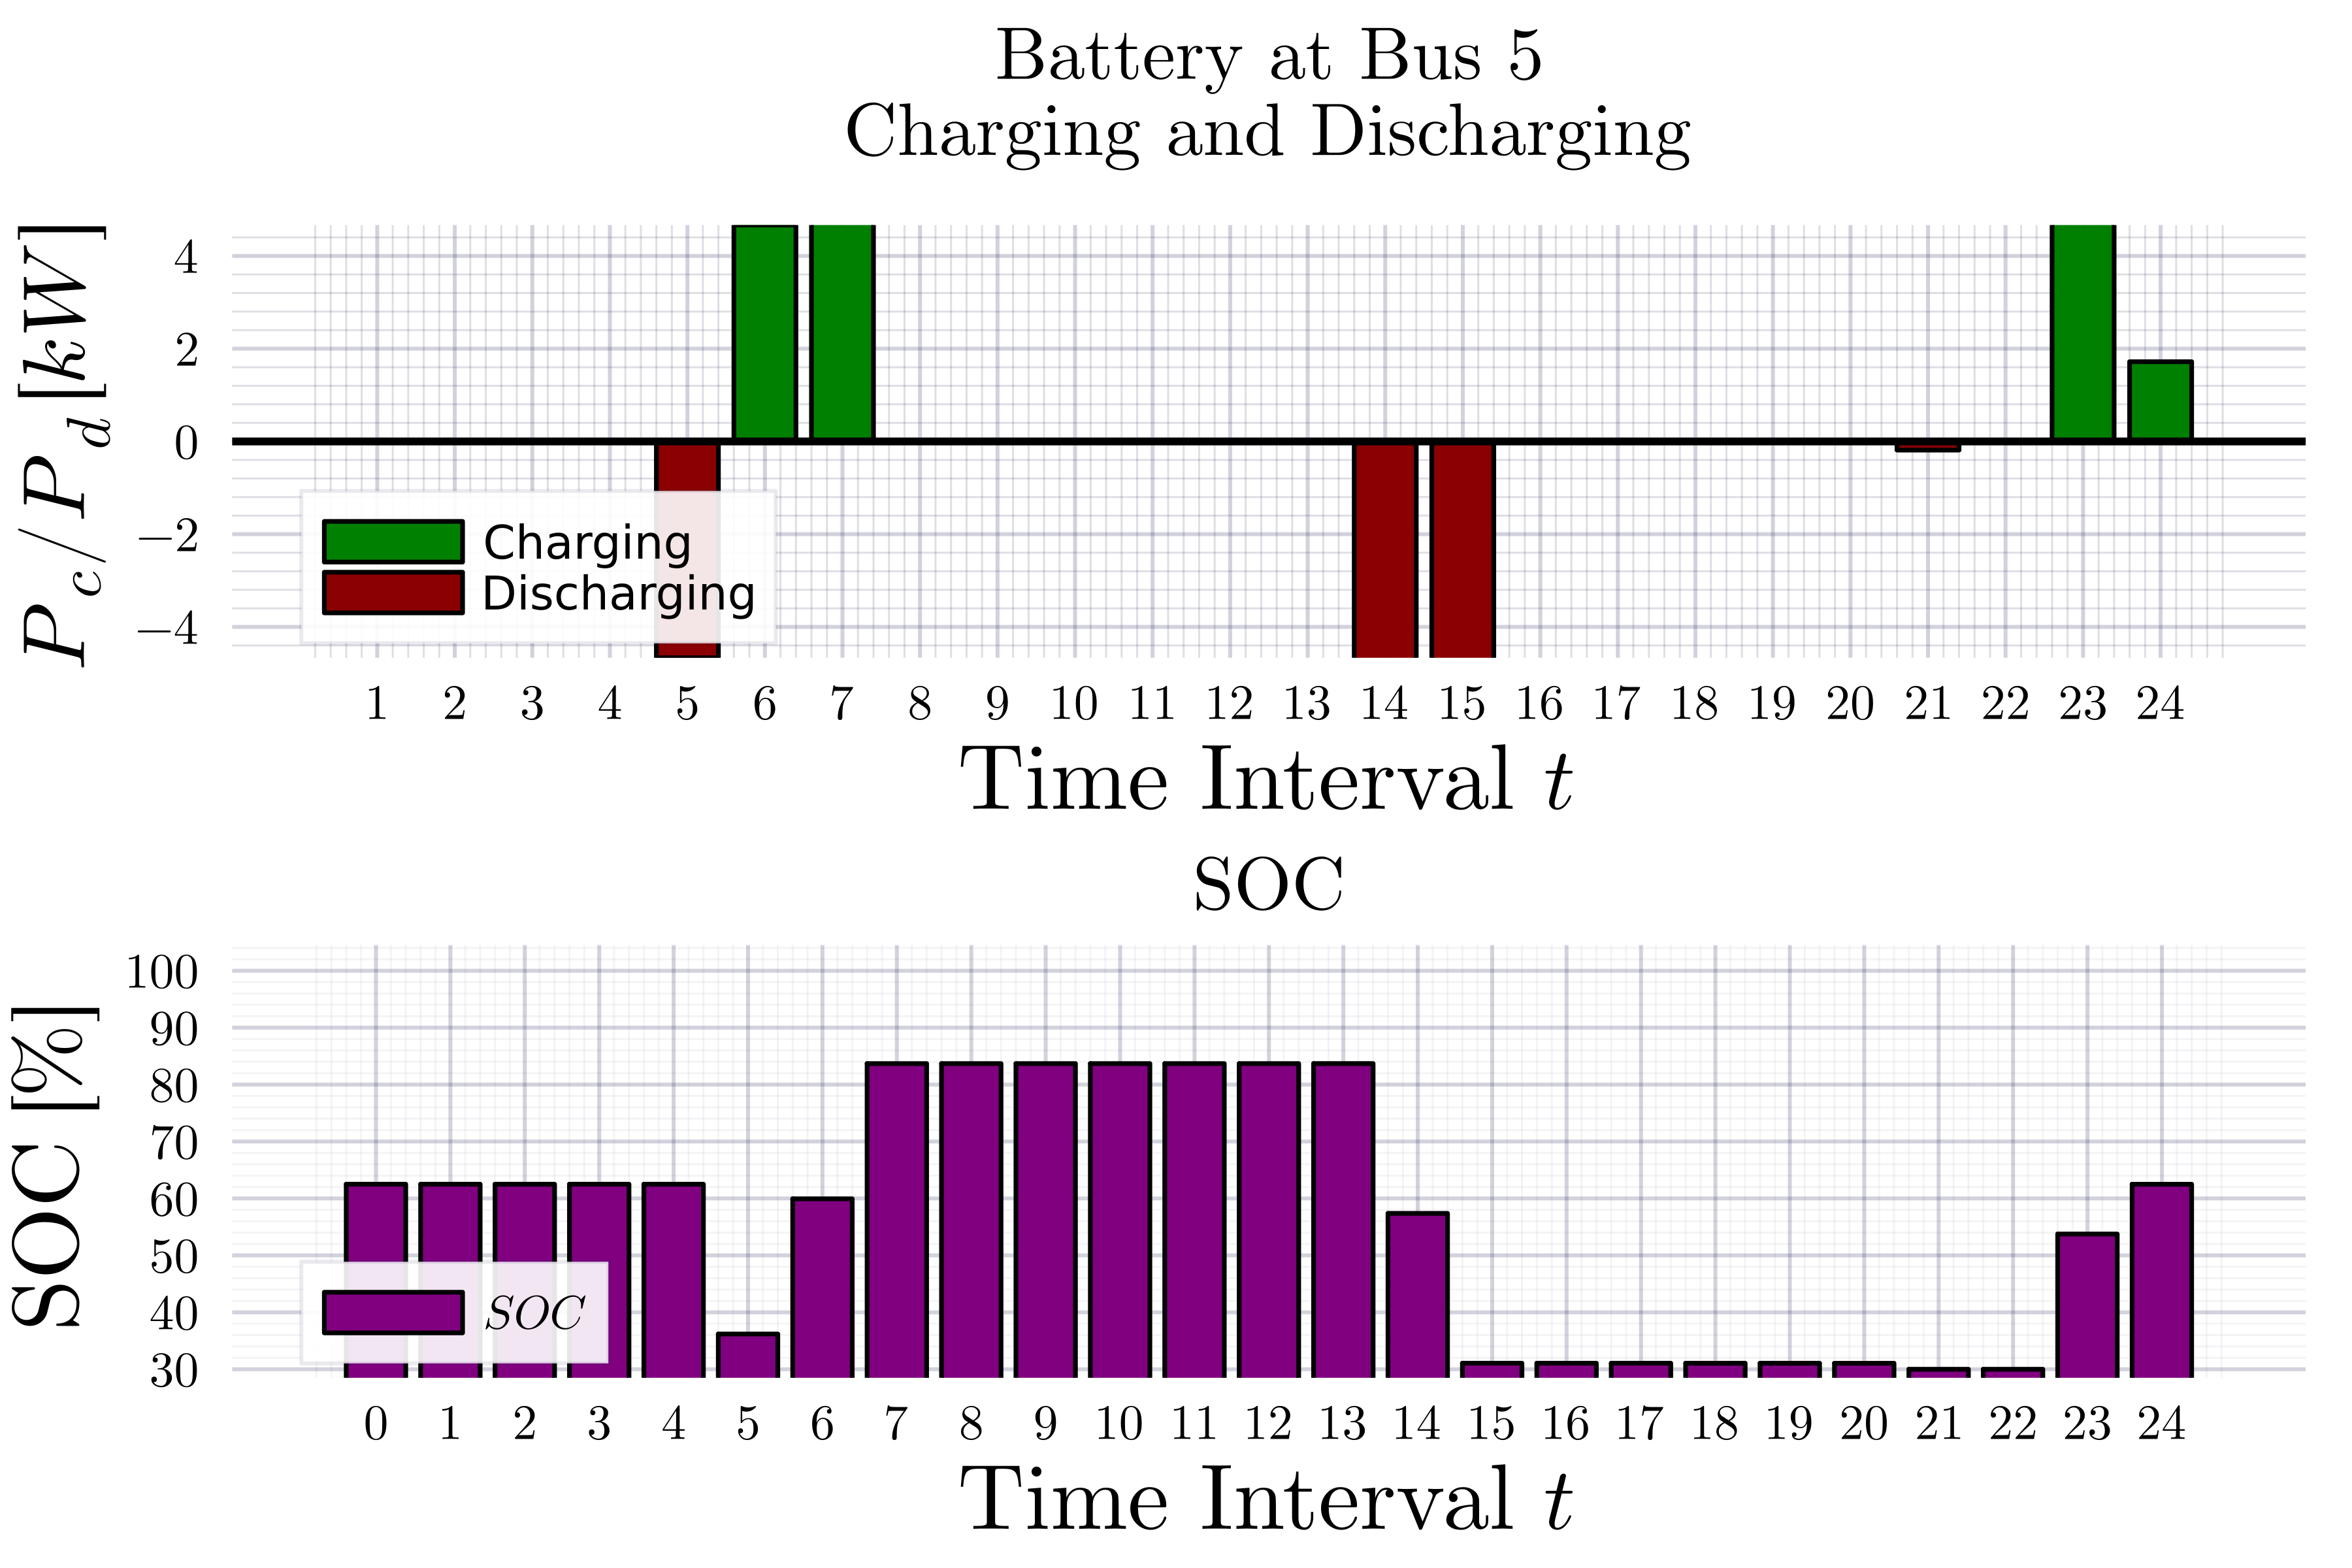 Battery at Bus 5
Charging and Discharging
P_c/P_d [kW]
4
2
0
−2
−4
Charging
Discharging
1 2 3 4 5 6 7 8 9 10 11 12 13 14 15 16 17 18 19 20 21 22 23 24
Time Interval t
SOC
SOC [%]
100
90
80
70
60
50
40
30
SOC
0 1 2 3 4 5 6 7 8 9 10 11 12 13 14 15 16 17 18 19 20 21 22 23 24
Time Interval t